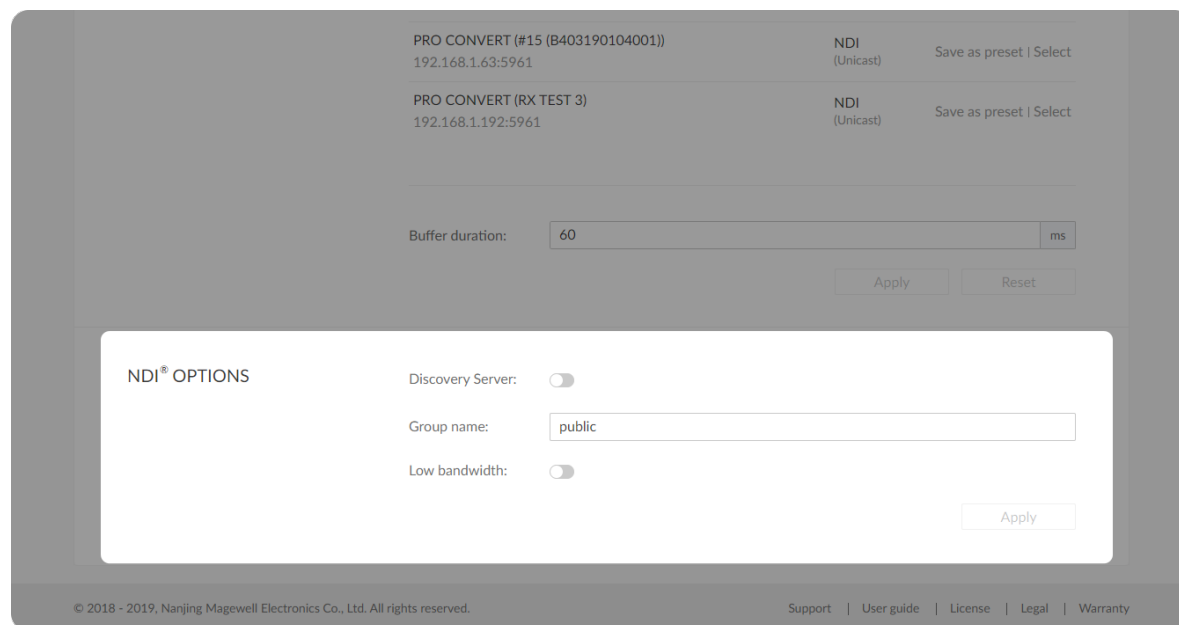 PRO CONVERT (#15 (B403190104001))
192.168.1.63:5961
NDI
(Unicast)
Save as preset | Select
PRO CONVERT (RX TEST 3)
192.168.1.192:5961
NDI
(Unicast)
Save as preset | Select
Buffer duration: 60 ms
Apply Reset
NDI® OPTIONS
Discovery Server:
Group name: public
Low bandwidth:
Apply
© 2018 - 2019, Nanjing Magewell Electronics Co., Ltd. All rights reserved.
Support | User guide | License | Legal | Warranty